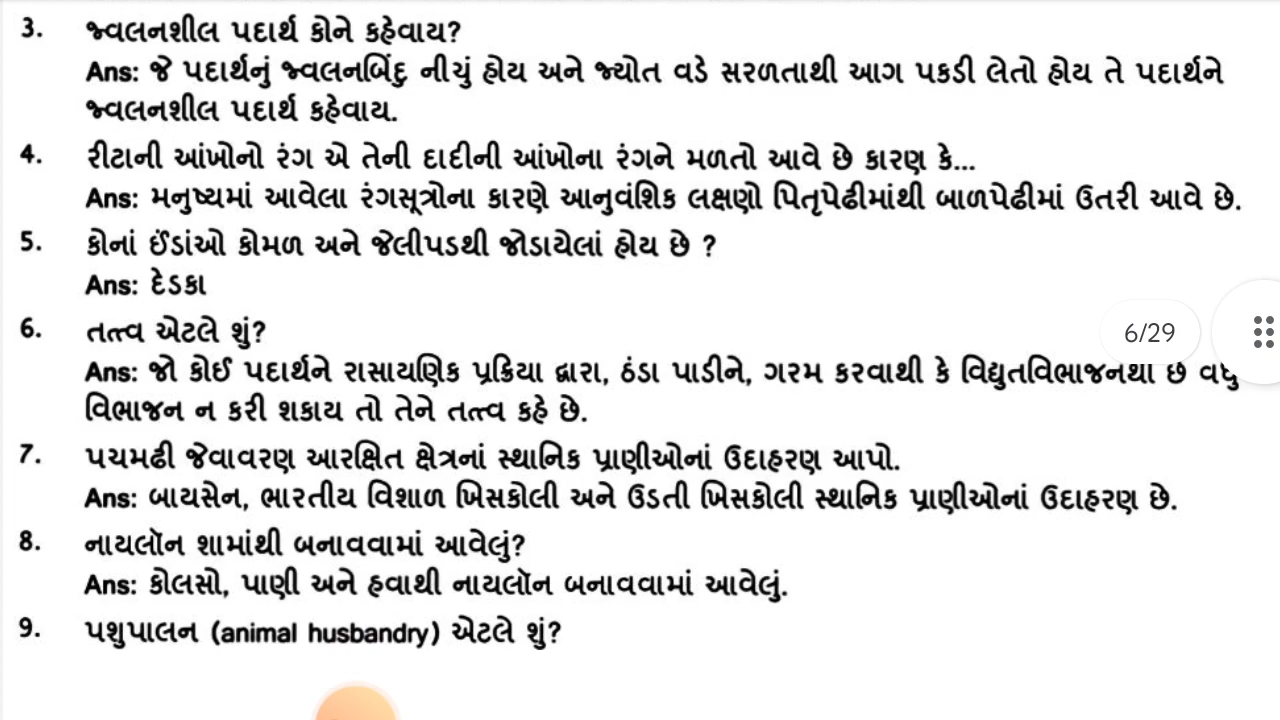 3. જ્વલનશીલ પદાર્થ કોને કહેવાય?
Ans: જે પદાર્થનું જ્વલનબિંદુ નીચું હોય અને જ્યોત વડે સરળતાથી આગ પકડી લેતો હોય તે પદાર્થને
જ્વલનશીલ પદાર્થ કહેવાય.
4. રીટાની આંખોનો રંગ એ તેની દાદીની આંખોના રંગને મળતો આવે છે કારણ કે...
Ans: મનુષ્યમાં આવેલા રંગસૂત્રોના કારણે આનુવંશિક લક્ષણો પિતૃપેઢીમાંથી બાળપેઢીમાં ઉતરી આવે છે.
5. કોનાં ઈંડાંઓ કોમળ અને જેલીપડથી જોડાયેલાં હોય છે ?
Ans: દેડકા
6. તત્ત્વ એટલે શું?
6/29
Ans: જો કોઈ પદાર્થને રાસાયણિક પ્રક્રિયા દ્વારા, ઠંડા પાડીને, ગરમ કરવાથી કે
વિભાજન ન કરી શકાય તો તેને તત્ત્વ કહે છે.
7. પચમઢી જેવાવરણ આરક્ષિત ક્ષેત્રનાં સ્થાનિક પ્રાણીઓનાં ઉદાહરણ આપો.
Ans: બાયસેન, ભારતીય વિશાળ ખિસકોલી અને ઉડતી ખિસકોલી સ્થાનિક પ્રાણીઓનાં ઉદાહરણ છે.
8. નાયલૉન શામાંથી બનાવવામાં આવેલું?
Ans: કોલસો, પાણી અને હવાથી નાયલૉન બનાવવામાં આવેલું.
9. પશુપાલન (animal husbandry) એટલે શું?